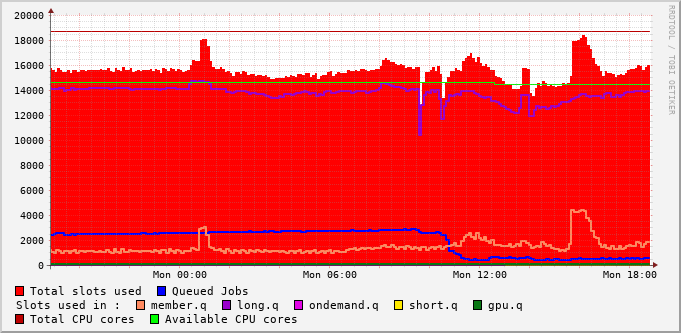 20000
18000
16000
14000
12000
10000
8000
6000
4000
2000
0
Mon 00:00 Mon 06:00 Mon 12:00 Mon 18:00
RRDTOOL / TOBI OETIKER
Total slots used Queued Jobs
Slots used in : member.q long.q ondemand.q short.q gpu.q
Total CPU cores Available CPU cores